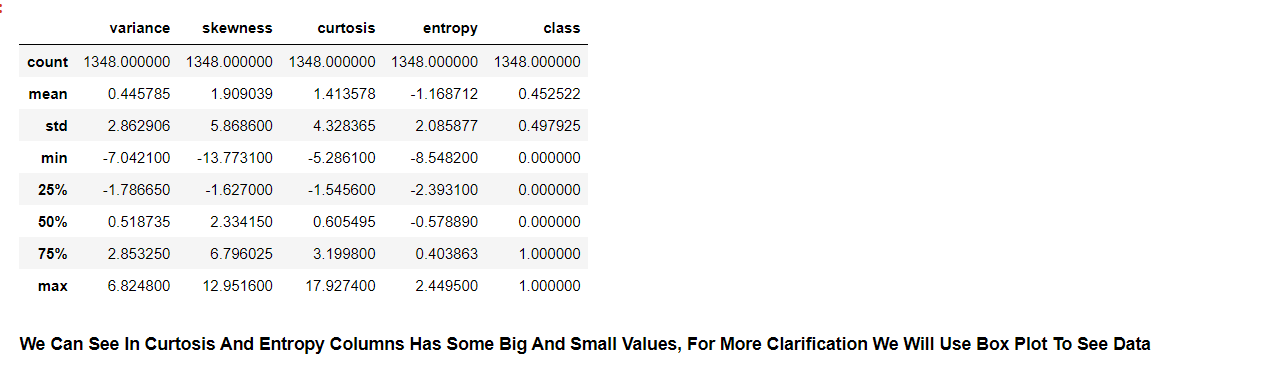 variance skewness curtosis entropy class
count 1348.000000 1348.000000 1348.000000 1348.000000 1348.000000
mean 0.445785 1.909039 1.413578 -1.168712 0.452522
std 2.862906 5.868600 4.328365 2.085877 0.497925
min -7.042100 -13.773100 -5.286100 -8.548200 0.000000
25% -1.786650 -1.627000 -1.545600 -2.393100 0.000000
50% 0.518735 2.334150 0.605495 -0.578890 0.000000
75% 2.853250 6.796025 3.199800 0.403863 1.000000
max 6.824800 12.951600 17.927400 2.449500 1.000000
We Can See In Curtosis And Entropy Columns Has Some Big And Small Values, For More Clarification We Will Use Box Plot To See Data